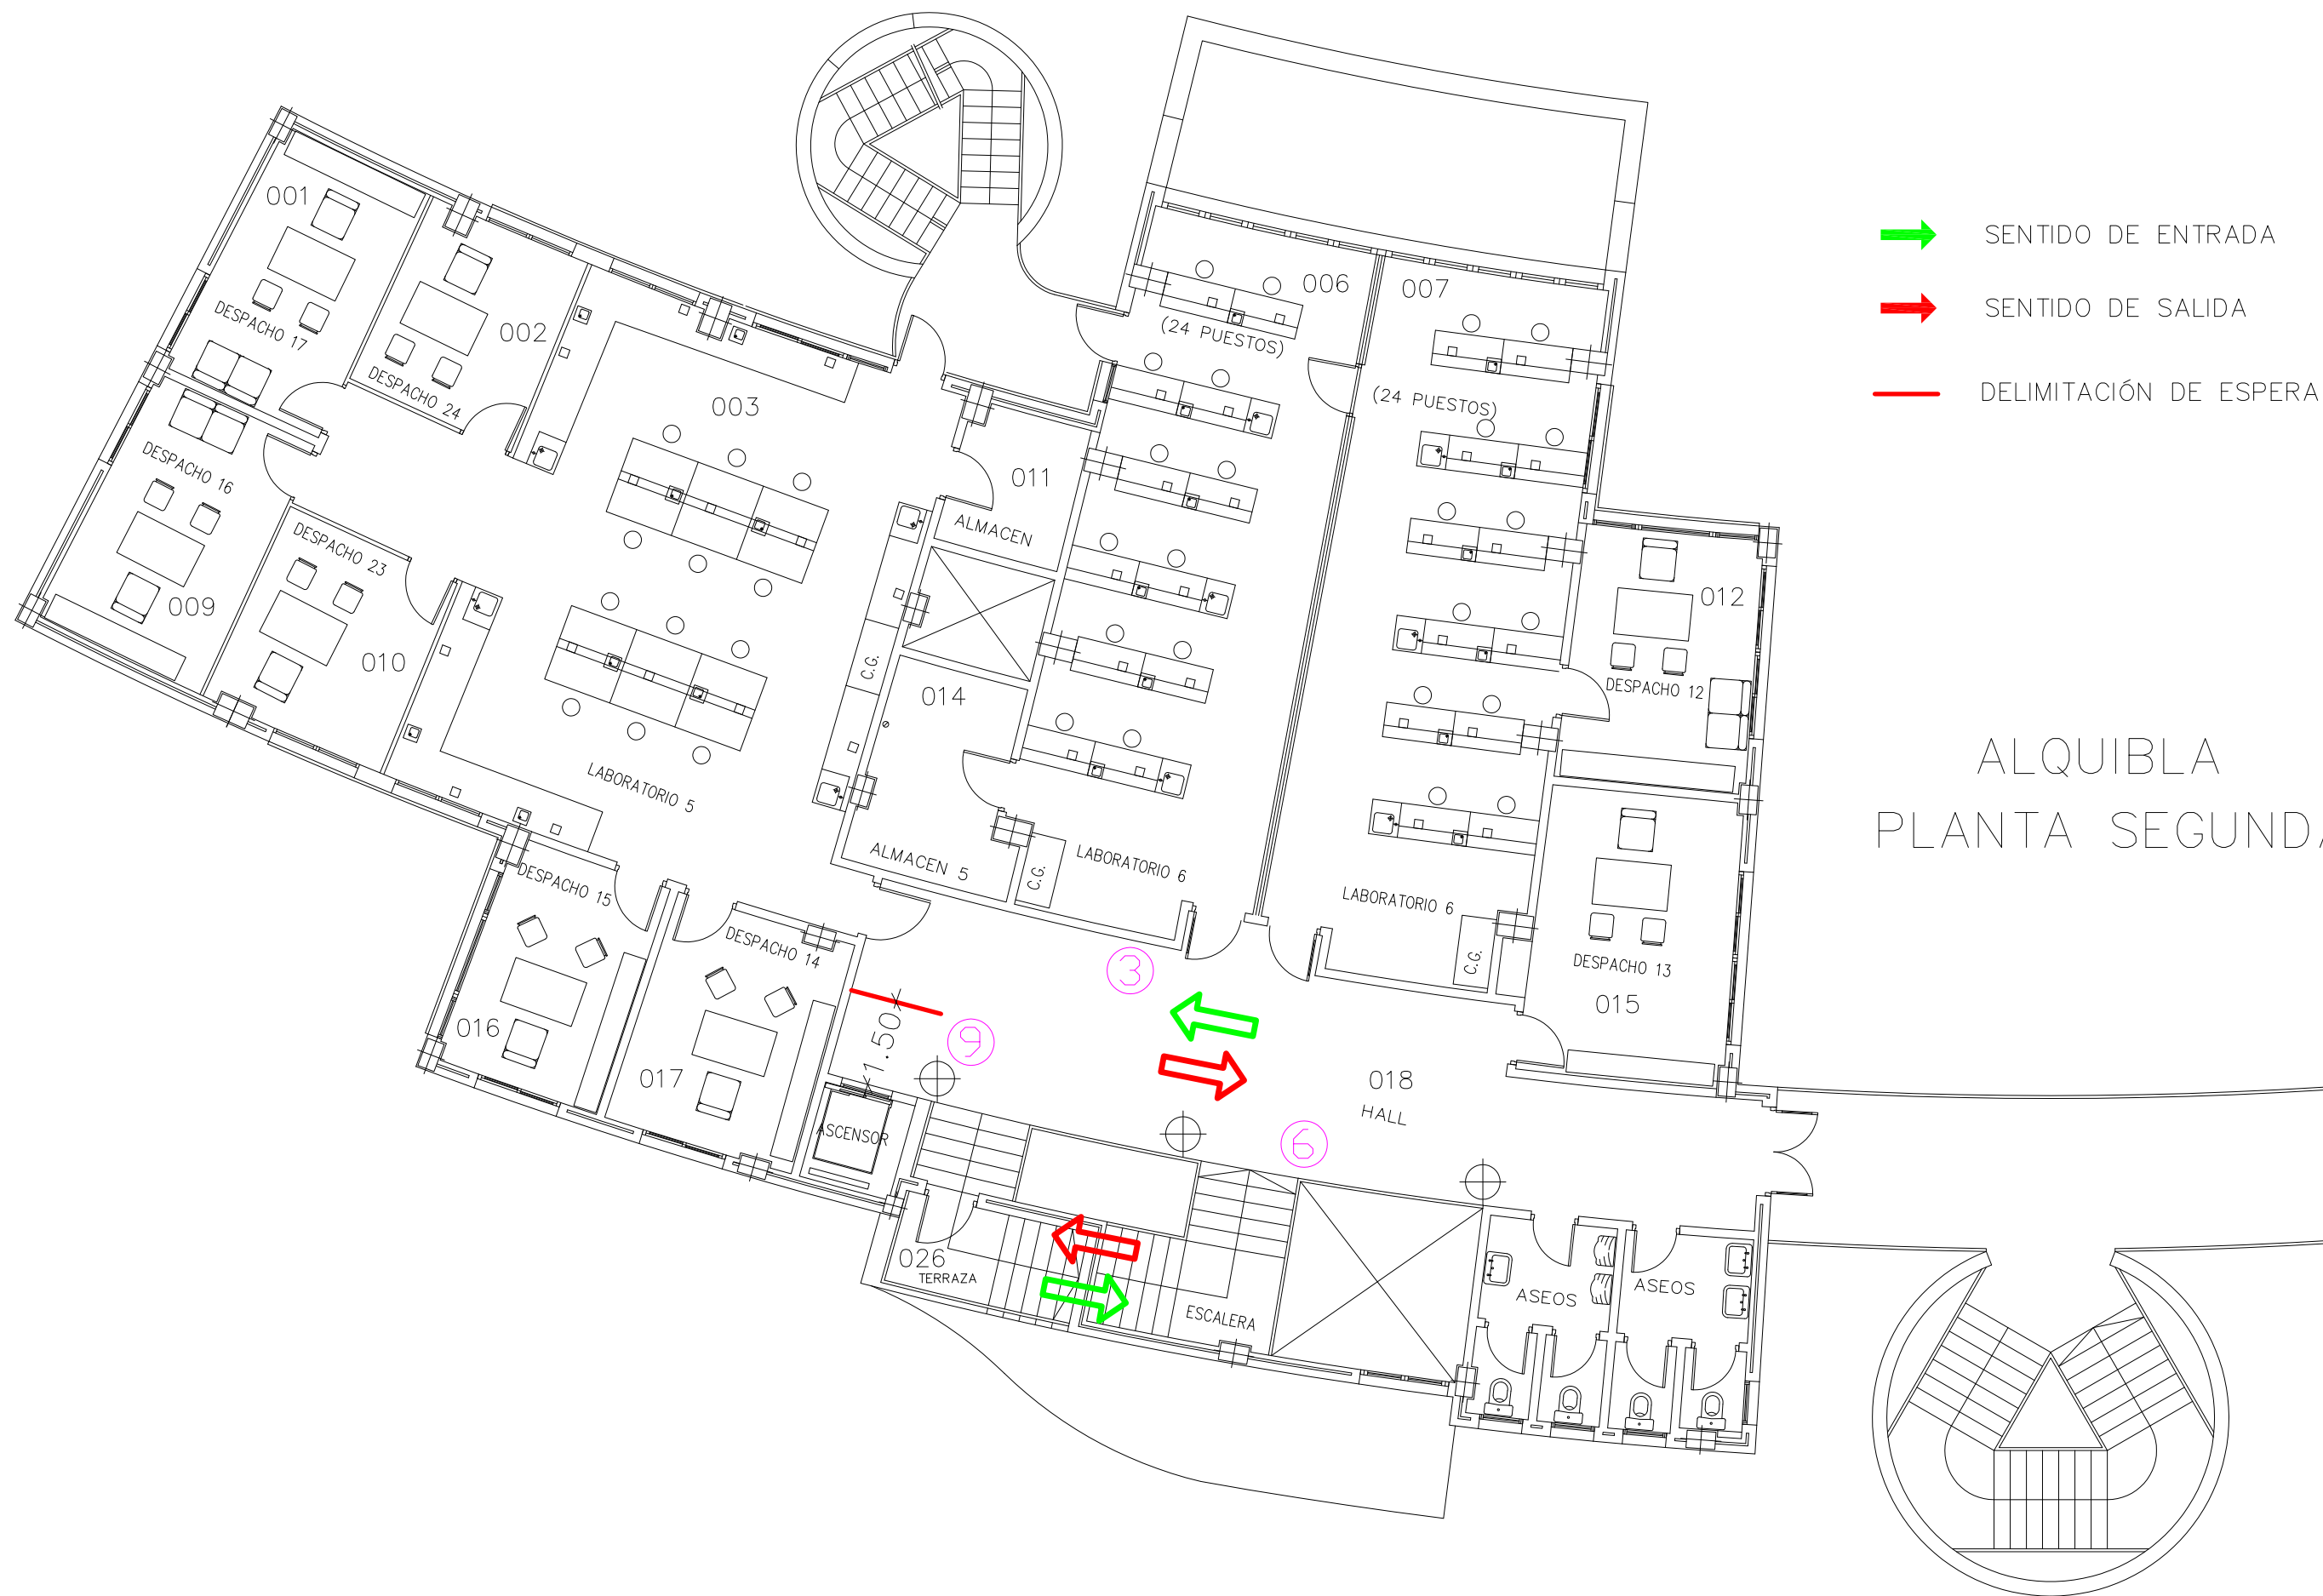 SENTIDO DE ENTRADA
SENTIDO DE SALIDA
DELIMITACIÓN DE ESPERA
ALQUIBLA
PLANTA SEGUNDA
001
DESPACHO 17
002
DESPACHO 24
003
LABORATORIO 5
006
(24 PUESTOS)
007
(24 PUESTOS)
DESPACHO 16
009
DESPACHO 23
010
011
ALMACEN
C.G.
014
ALMACEN 5
C.G.
LABORATORIO 6
LABORATORIO 6
C.G.
012
DESPACHO 12
DESPACHO 13
015
DESPACHO 15
016
DESPACHO 14
017
3
9
1.50
6
018
HALL
ASCENSOR
026
TERRAZA
ESCALERA
ASEOS
ASEOS